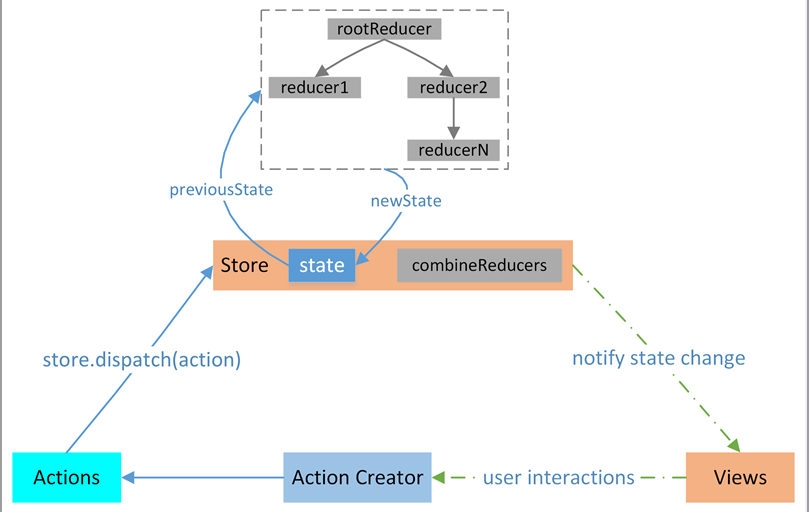 rootReducer
reducer1
reducer2
reducerN
previousState
newState
Store
state
combineReducers
store.dispatch(action)
notify state change
Actions
Action Creator
user interactions
Views